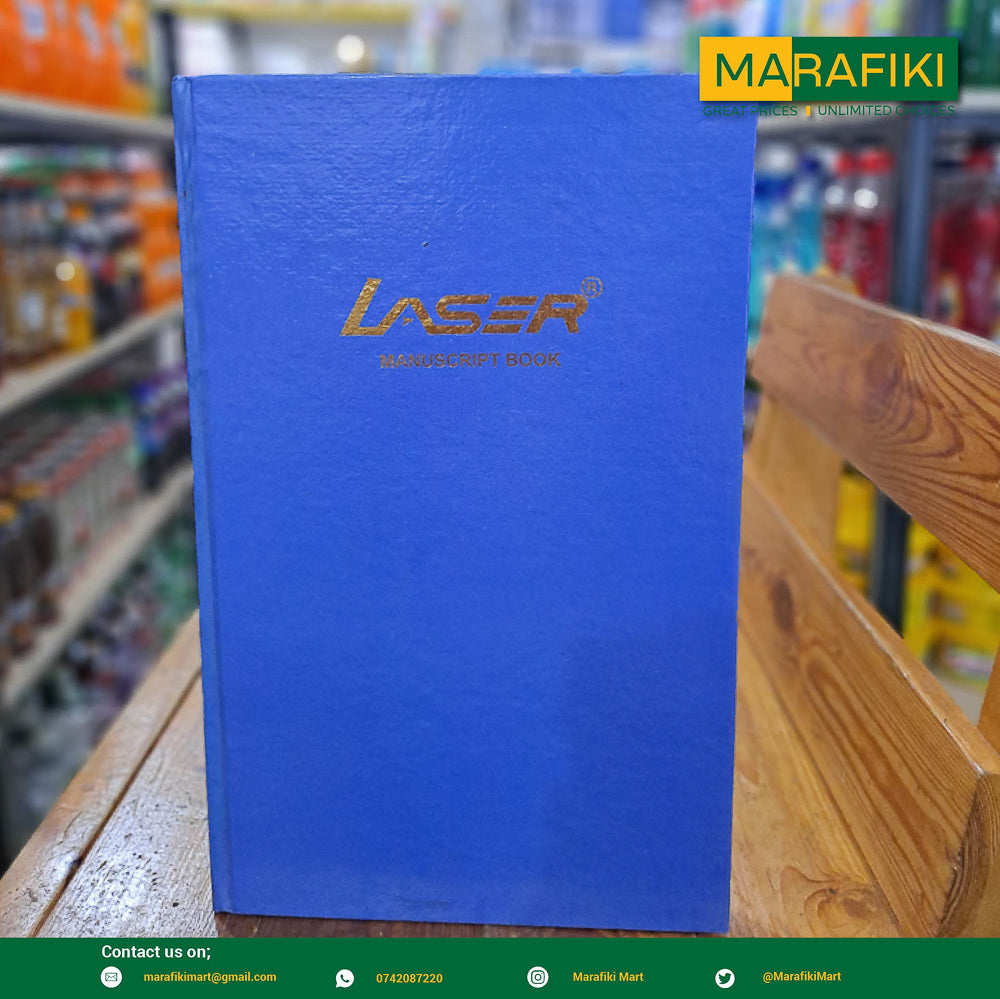 MARAFIKI
GREAT PRICES UNLIMITED CHOICES
LASER®
MANUSCRIPT BOOK
Contact us on;
marafikimart@gmail.com
0742087220
Marafiki Mart
@MarafikiMart